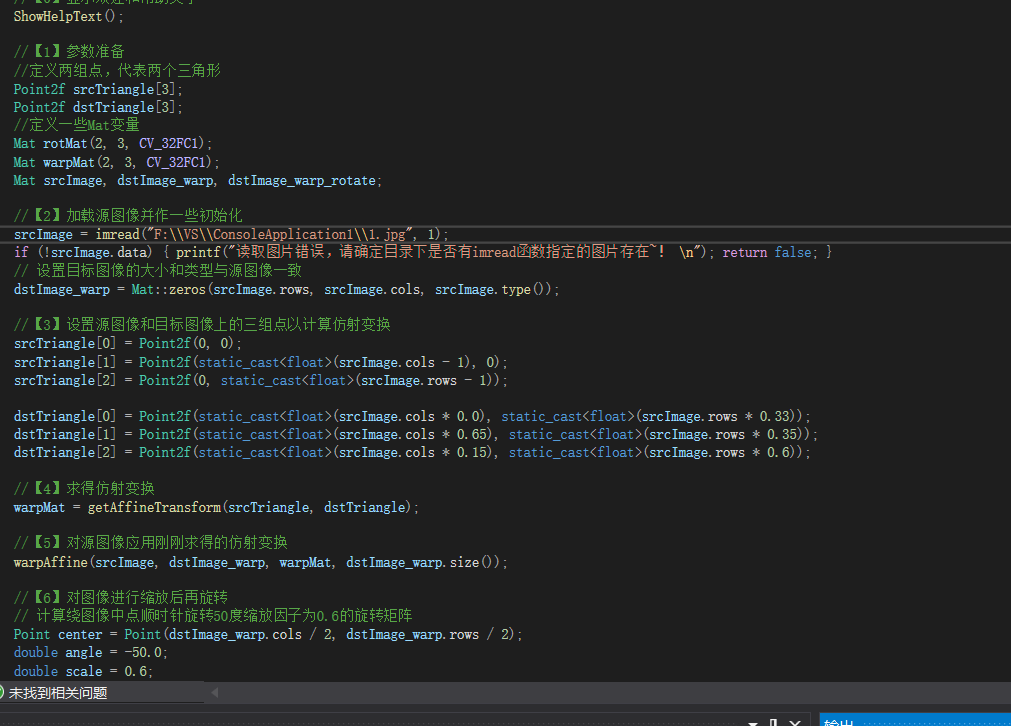 ShowHelpText();
//【1】参数准备
//定义两组点，代表两个三角形
Point2f srcTriangle[3];
Point2f dstTriangle[3];
//定义一些Mat变量
Mat rotMat(2, 3, CV_32FC1);
Mat warpMat(2, 3, CV_32FC1);
Mat srcImage, dstImage_warp, dstImage_warp_rotate;
//【2】加载源图像并作一些初始化
srcImage = imread("F:\\VS\\ConsoleApplication1\\1.jpg", 1);
if (!srcImage.data) { printf("读取图片错误，请确定目录下是否有imread函数指定的图片存在~！ \n"); return false; }
// 设置目标图像的大小和类型与源图像一致
dstImage_warp = Mat::zeros(srcImage.rows, srcImage.cols, srcImage.type());
//【3】设置源图像和目标图像上的三组点以计算仿射变换
srcTriangle[0] = Point2f(0, 0);
srcTriangle[1] = Point2f(static_cast<float>(srcImage.cols - 1), 0);
srcTriangle[2] = Point2f(0, static_cast<float>(srcImage.rows - 1));
dstTriangle[0] = Point2f(static_cast<float>(srcImage.cols * 0.0), static_cast<float>(srcImage.rows * 0.33));
dstTriangle[1] = Point2f(static_cast<float>(srcImage.cols * 0.65), static_cast<float>(srcImage.rows * 0.35));
dstTriangle[2] = Point2f(static_cast<float>(srcImage.cols * 0.15), static_cast<float>(srcImage.rows * 0.6));
//【4】求得仿射变换
warpMat = getAffineTransform(srcTriangle, dstTriangle);
//【5】对源图像应用刚刚求得的仿射变换
warpAffine(srcImage, dstImage_warp, warpMat, dstImage_warp.size());
//【6】对图像进行缩放后再旋转
// 计算绕图像中点顺时针旋转50度缩放因子为0.6的旋转矩阵
Point center = Point(dstImage_warp.cols / 2, dstImage_warp.rows / 2);
double angle = -50.0;
double scale = 0.6;
未找到相关问题
输出